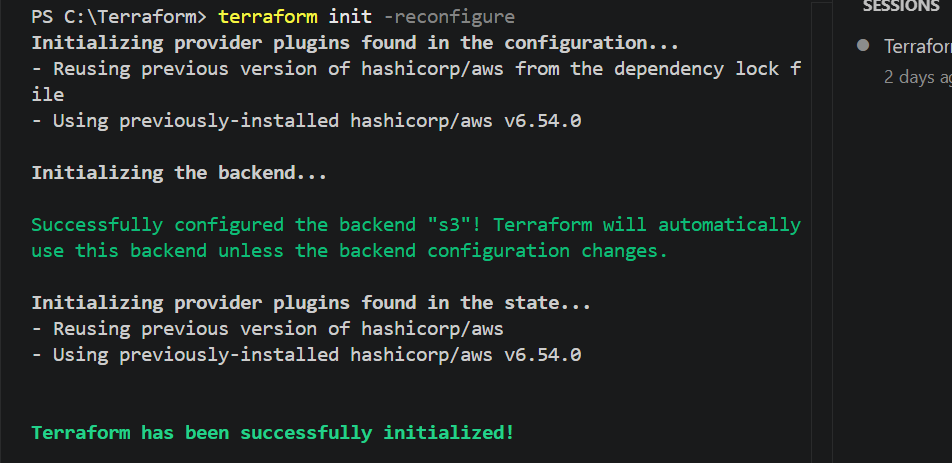 PS C:\Terraform> terraform init -reconfigure
Initializing provider plugins found in the configuration...
- Reusing previous version of hashicorp/aws from the dependency lock f
ile
- Using previously-installed hashicorp/aws v6.54.0
Initializing the backend...
Successfully configured the backend "s3"! Terraform will automatically
use this backend unless the backend configuration changes.
Initializing provider plugins found in the state...
- Reusing previous version of hashicorp/aws
- Using previously-installed hashicorp/aws v6.54.0
Terraform has been successfully initialized!
SESSIONS
2 days